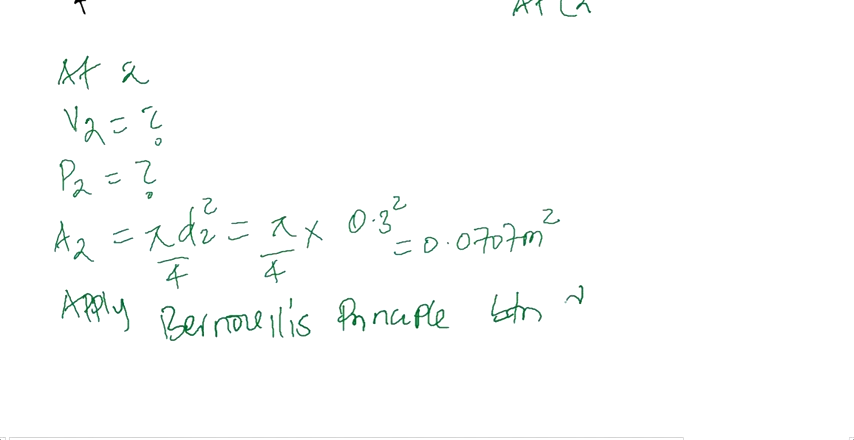 At 2
V2 = ?
P2 = ?
A2 = πd2²/4 = π/4 × 0.3² = 0.0707m²
Apply Bernoulli's Principle btn